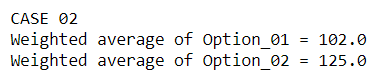 CASE 02
Weighted average of Option_01 = 102.0
Weighted average of Option_02 = 125.0